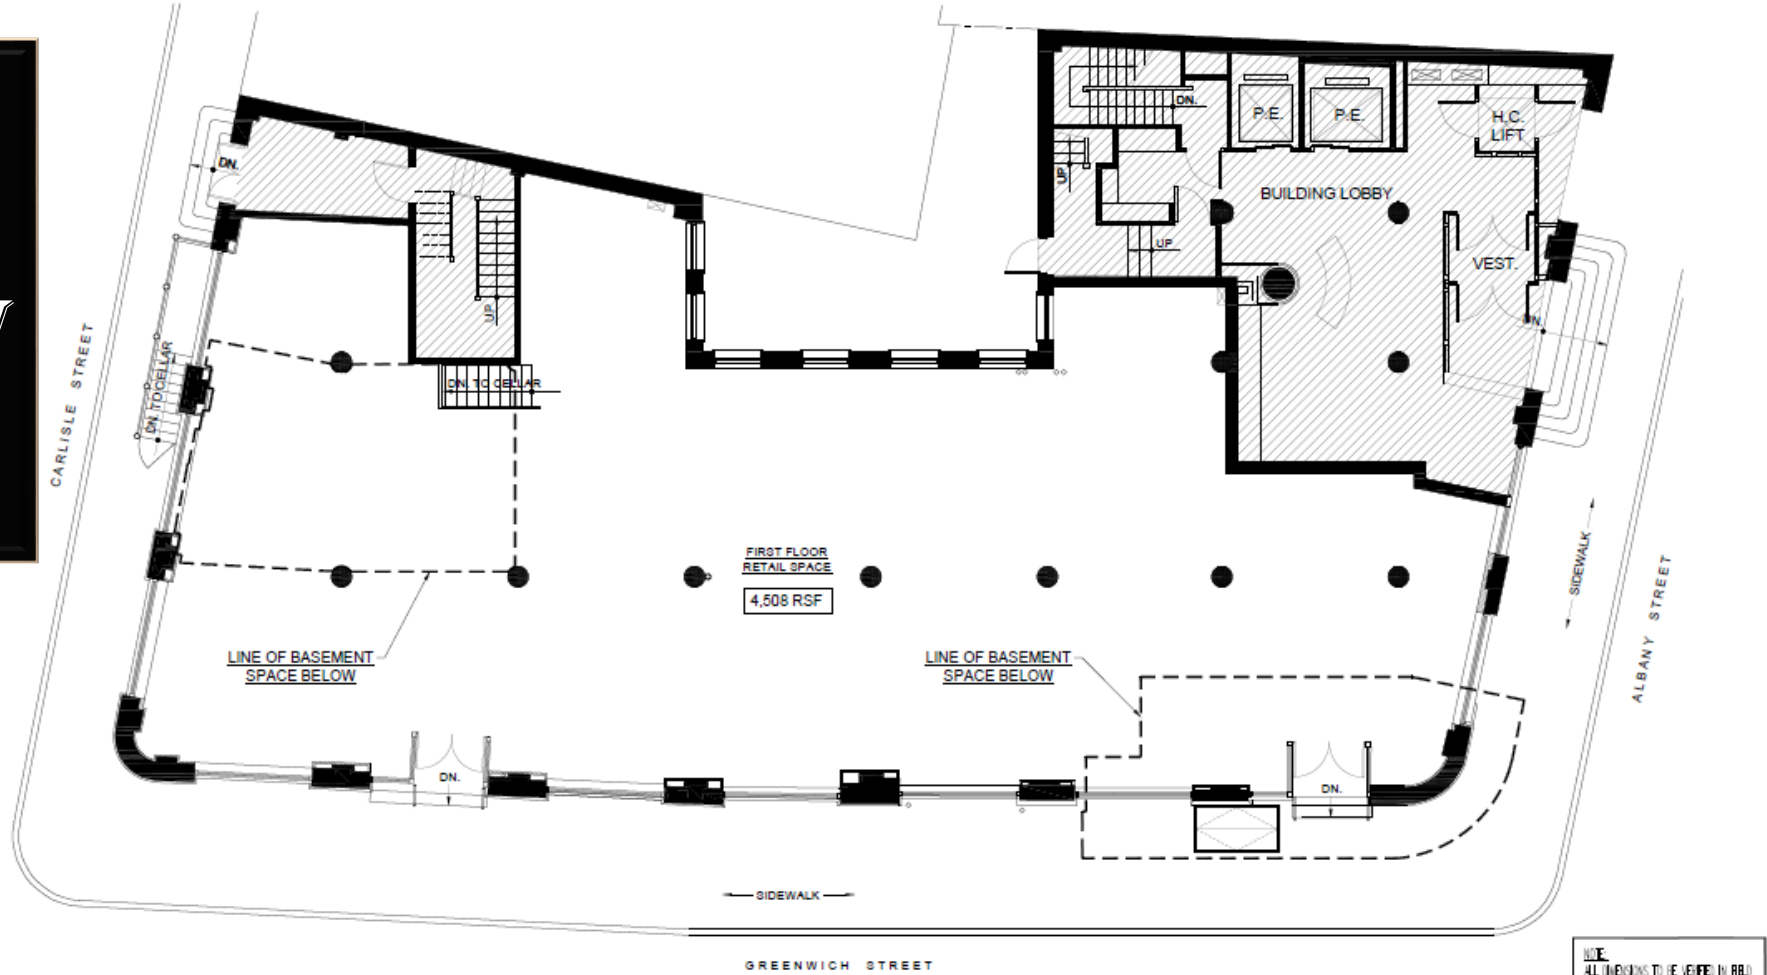 DN.
P.E.
P.E.
H.C.
LIFT
DN.
UP
BUILDING LOBBY
UP
VEST.
UP
DN.
CARLISLE STREET
DN. TO CELLAR
DN. TO CELLAR
FIRST FLOOR
RETAIL SPACE
4,508 RSF
SIDEWALK
ALBANY STREET
LINE OF BASEMENT
SPACE BELOW
LINE OF BASEMENT
SPACE BELOW
DN.
DN.
SIDEWALK
GREENWICH STREET
NOTE:
ALL DIMENSIONS TO BE VERIFIED IN FIELD